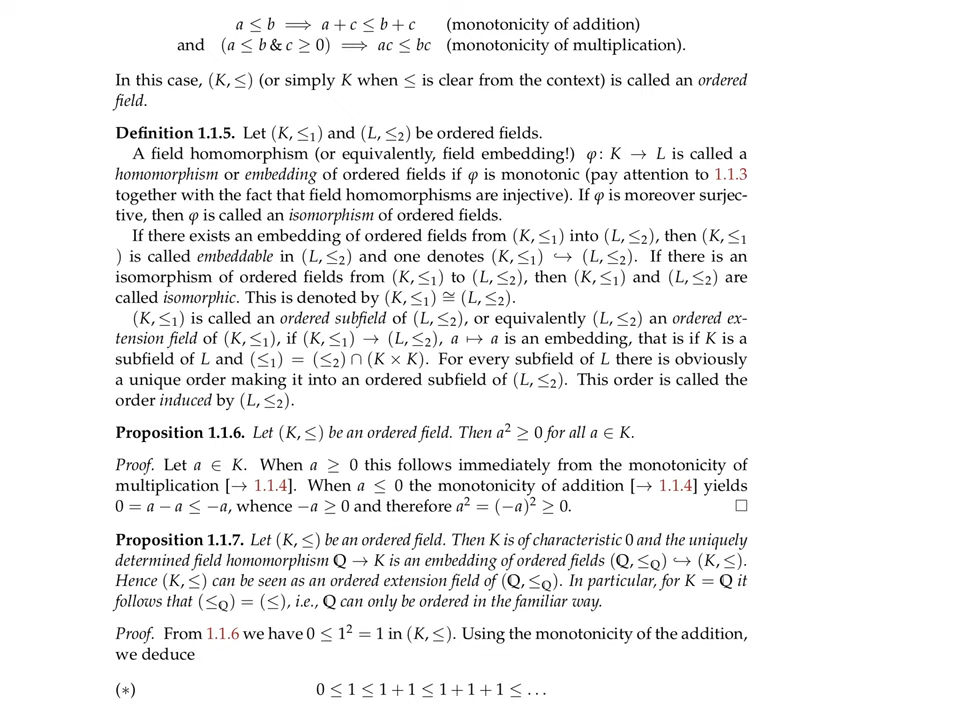 a ≤ b ⟹ a + c ≤ b + c (monotonicity of addition)
and (a ≤ b & c ≥ 0) ⟹ ac ≤ bc (monotonicity of multiplication).
In this case, (K, ≤) (or simply K when ≤ is clear from the context) is called an ordered
field.
Definition 1.1.5. Let (K, ≤₁) and (L, ≤₂) be ordered fields.
A field homomorphism (or equivalently, field embedding!) φ: K → L is called a
homomorphism or embedding of ordered fields if φ is monotonic (pay attention to 1.1.3
together with the fact that field homomorphisms are injective). If φ is moreover surjec-
tive, then φ is called an isomorphism of ordered fields.
If there exists an embedding of ordered fields from (K, ≤₁) into (L, ≤₂), then (K, ≤₁
) is called embeddable in (L, ≤₂) and one denotes (K, ≤₁) ↪ (L, ≤₂). If there is an
isomorphism of ordered fields from (K, ≤₁) to (L, ≤₂), then (K, ≤₁) and (L, ≤₂) are
called isomorphic. This is denoted by (K, ≤₁) ≅ (L, ≤₂).
(K, ≤₁) is called an ordered subfield of (L, ≤₂), or equivalently (L, ≤₂) an ordered ex-
tension field of (K, ≤₁), if (K, ≤₁) → (L, ≤₂), a ↦ a is an embedding, that is if K is a
subfield of L and (≤₁) = (≤₂) ∩ (K × K). For every subfield of L there is obviously
a unique order making it into an ordered subfield of (L, ≤₂). This order is called the
order induced by (L, ≤₂).
Proposition 1.1.6. Let (K, ≤) be an ordered field. Then a² ≥ 0 for all a ∈ K.
Proof. Let a ∈ K. When a ≥ 0 this follows immediately from the monotonicity of
multiplication [→ 1.1.4]. When a ≤ 0 the monotonicity of addition [→ 1.1.4] yields
0 = a − a ≤ −a, whence −a ≥ 0 and therefore a² = (−a)² ≥ 0. □
Proposition 1.1.7. Let (K, ≤) be an ordered field. Then K is of characteristic 0 and the uniquely
determined field homomorphism ℚ → K is an embedding of ordered fields (ℚ, ≤_ℚ) ↪ (K, ≤).
Hence (K, ≤) can be seen as an ordered extension field of (ℚ, ≤_ℚ). In particular, for K = ℚ it
follows that (≤_ℚ) = (≤), i.e., ℚ can only be ordered in the familiar way.
Proof. From 1.1.6 we have 0 ≤ 1² = 1 in (K, ≤). Using the monotonicity of the addition,
we deduce
(∗) 0 ≤ 1 ≤ 1 + 1 ≤ 1 + 1 + 1 ≤ . . .